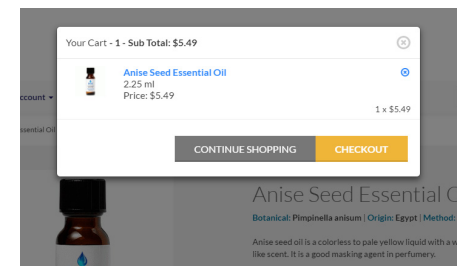 Your Cart - 1 - Sub Total: $5.49
Anise Seed Essential Oil
2.25 ml
Price: $5.49
1 x $5.49
CONTINUE SHOPPING
CHECKOUT
ccount
ssential Oil
Anise Seed Essential
Botanical: Pimpinella anisum | Origin: Egypt | Method:
Anise seed oil is a colorless to pale yellow liquid with a
like scent. It is a good masking agent in perfumery.